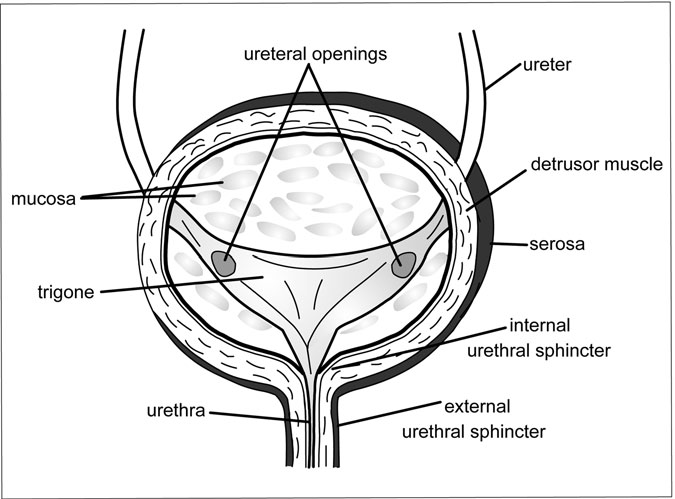 ureteral openings
ureter
detrusor muscle
mucosa
serosa
trigone
internal
urethral sphincter
urethra
external
urethral sphincter